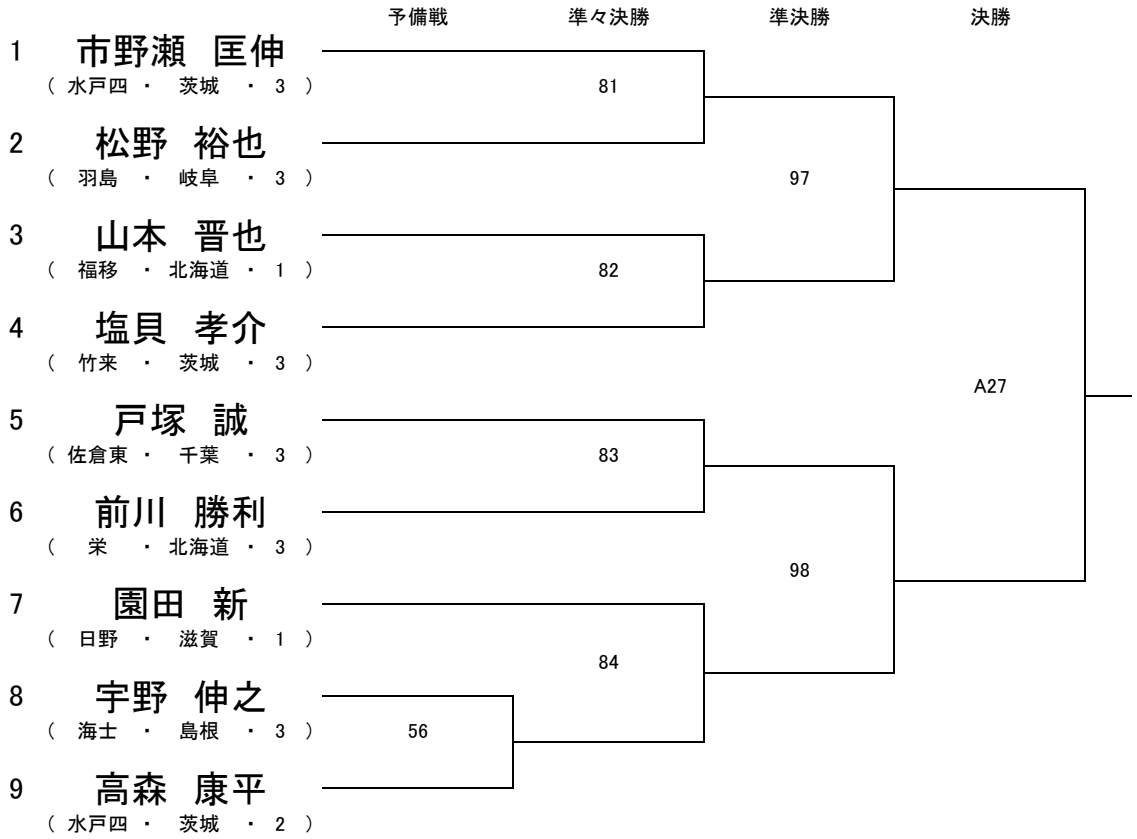 予備戦 準々決勝 準決勝 決勝
1 市野瀬 匡伸
( 水戸四 ・ 茨城 ・ 3 )
81
2 松野 裕也
( 羽島 ・ 岐阜 ・ 3 )
97
3 山本 晋也
( 福移 ・ 北海道 ・ 1 )
82
4 塩貝 孝介
( 竹来 ・ 茨城 ・ 3 )
A27
5 戸塚 誠
( 佐倉東 ・ 千葉 ・ 3 )
83
6 前川 勝利
( 栄 ・ 北海道 ・ 3 )
98
7 園田 新
( 日野 ・ 滋賀 ・ 1 )
84
8 宇野 伸之
( 海士 ・ 島根 ・ 3 )
56
9 高森 康平
( 水戸四 ・ 茨城 ・ 2 )